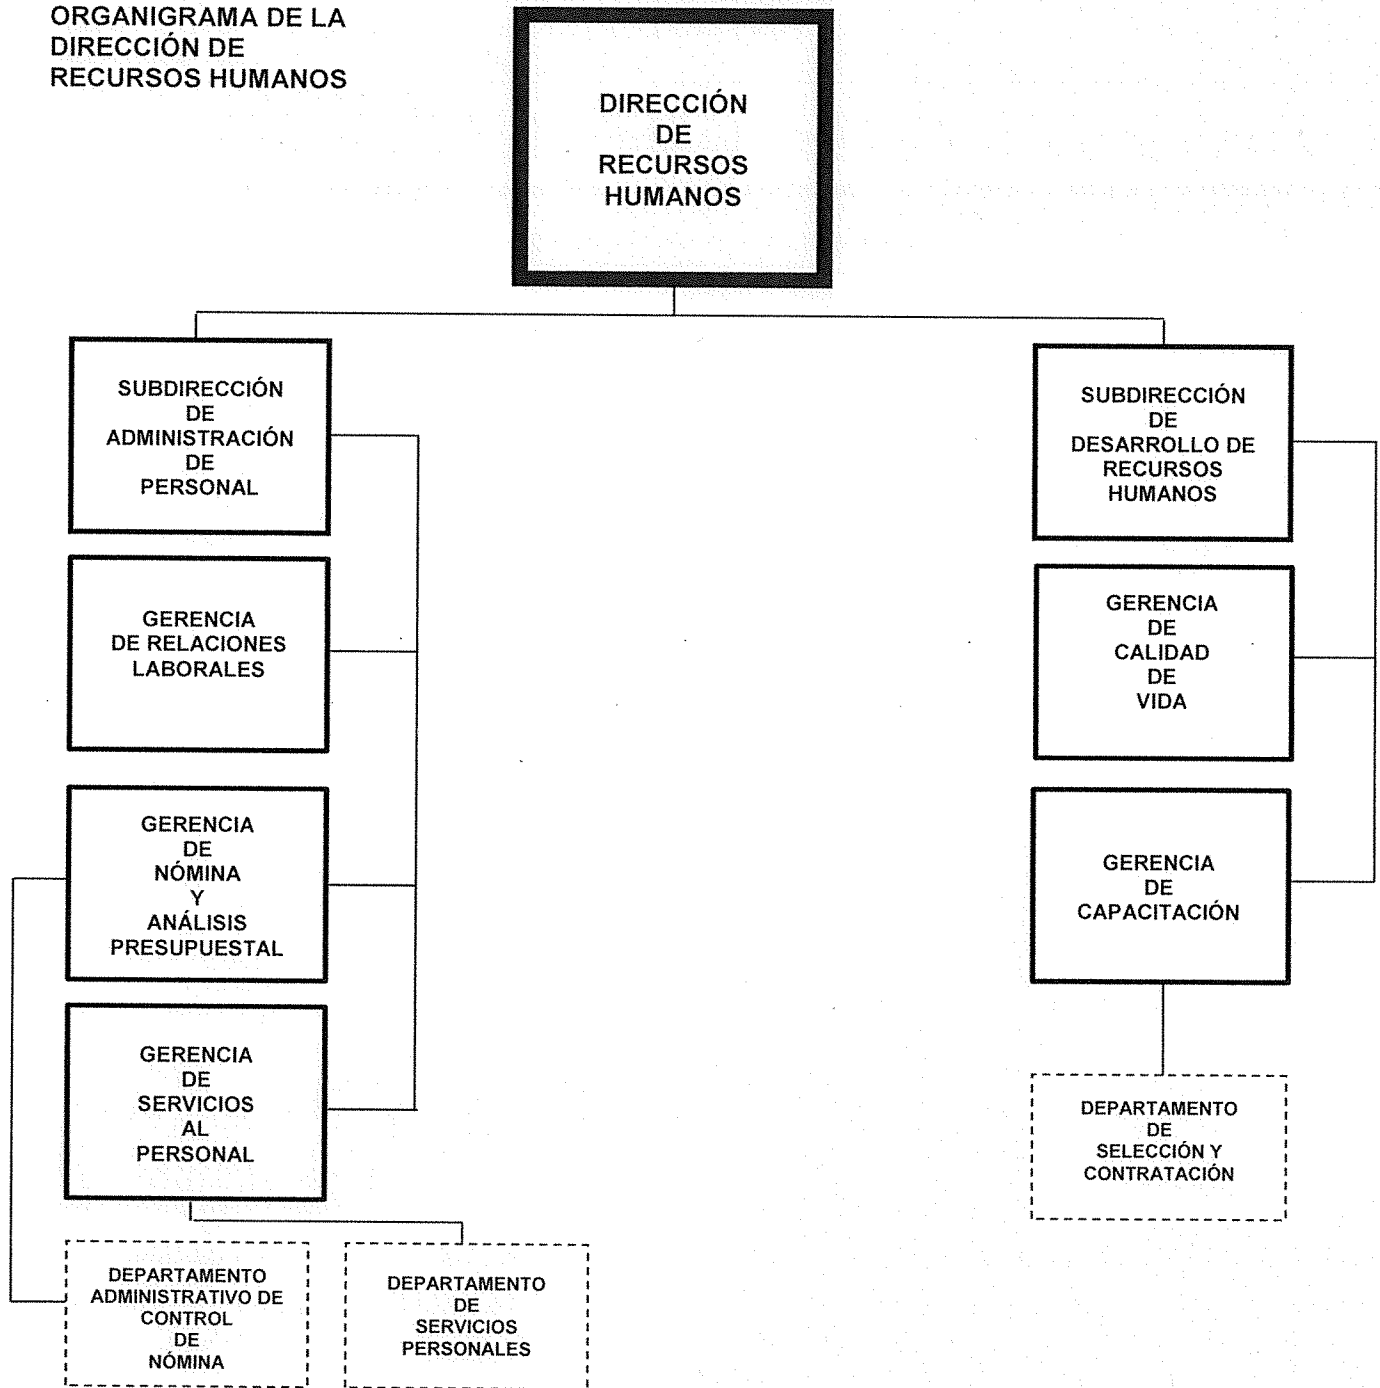 ORGANIGRAMA DE LA
DIRECCIÓN DE
RECURSOS HUMANOS
DIRECCIÓN
DE
RECURSOS
HUMANOS
SUBDIRECCIÓN
DE
ADMINISTRACIÓN
DE
PERSONAL
SUBDIRECCIÓN
DE
DESARROLLO DE
RECURSOS
HUMANOS
GERENCIA
DE RELACIONES
LABORALES
GERENCIA
DE
CALIDAD
DE
VIDA
GERENCIA
DE
NÓMINA
Y
ANÁLISIS
PRESUPUESTAL
GERENCIA
DE
CAPACITACIÓN
GERENCIA
DE
SERVICIOS
AL
PERSONAL
DEPARTAMENTO
DE
SELECCIÓN Y
CONTRATACIÓN
DEPARTAMENTO
ADMINISTRATIVO DE
CONTROL
DE
NÓMINA
DEPARTAMENTO
DE
SERVICIOS
PERSONALES